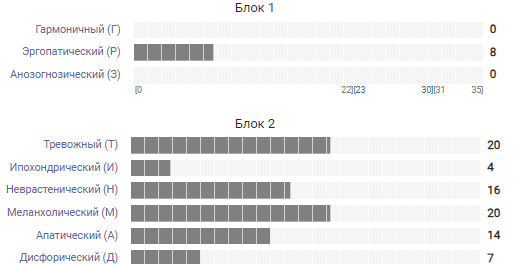 Блок 1
Гармоничный (Г) 0
Эргопатический (Р) 8
Анозогнозический (З) 0
[0 22][23 30][31 35]
Блок 2
Тревожный (Т) 20
Ипохондрический (И) 4
Неврастенический (Н) 16
Меланхолический (М) 20
Апатический (А) 14
Дисфорический (Д) 7